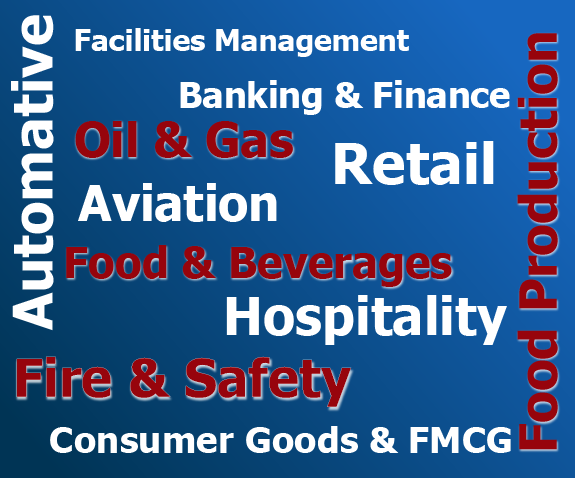 Automative
Facilities Management
Banking & Finance
Oil & Gas
Retail
Aviation
Food & Beverages
Hospitality
Fire & Safety
Consumer Goods & FMCG
Food Production